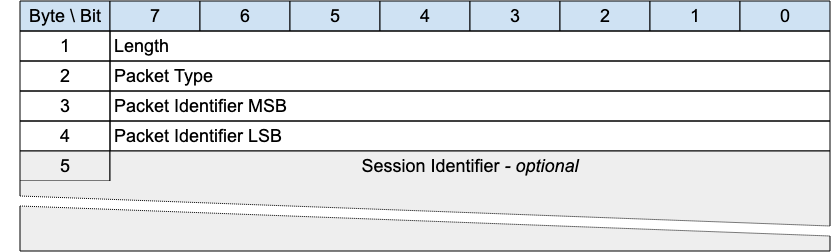 Byte \ Bit 7 6 5 4 3 2 1 0
1 Length
2 Packet Type
3 Packet Identifier MSB
4 Packet Identifier LSB
5 Session Identifier - optional